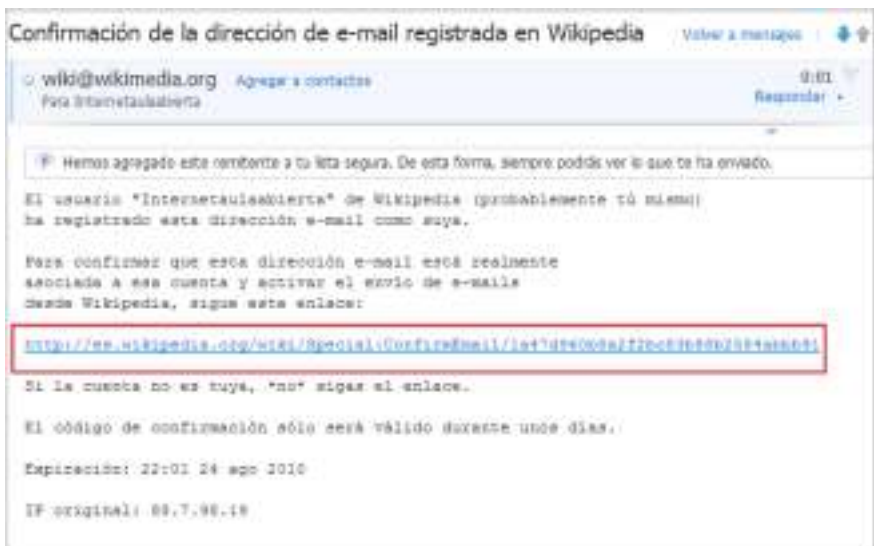 Confirmación de la dirección de e-mail registrada en Wikipedia Volver a mensajes
wiki@wikimedia.org Agregar a contactos 0:01
Para Internetaulaabierta Responder
Hemos agregado este remitente a tu lista segura. De esta forma, siempre podrás ver lo que te ha enviado.
El usuario "Internetaulaabierta" de Wikipedia (probablemente tú mismo)
ha registrado esta dirección e-mail como suya.
Para confirmar que esta dirección e-mail está realmente
asociada a esa cuenta y activar el envío de e-mails
desde Wikipedia, sigue este enlace:
Si la cuenta no es tuya, *no* sigas el enlace.
El código de confirmación sólo será válido durante unos días.
Expiración: 22:01 24 ago 2010
IP original: